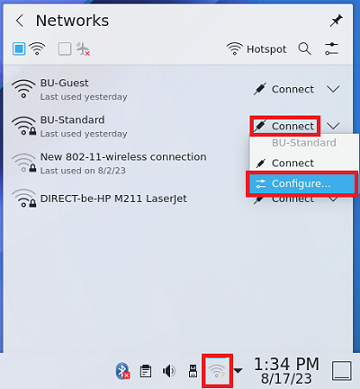 Networks
Hotspot
BU-Guest
Last used yesterday
Connect
BU-Standard
Last used yesterday
Connect
BU-Standard
Connect
Configure...
New 802-11-wireless connection
Last used on 8/2/23
DIRECT-be-HP M211 LaserJet
Connect
1:34 PM
8/17/23